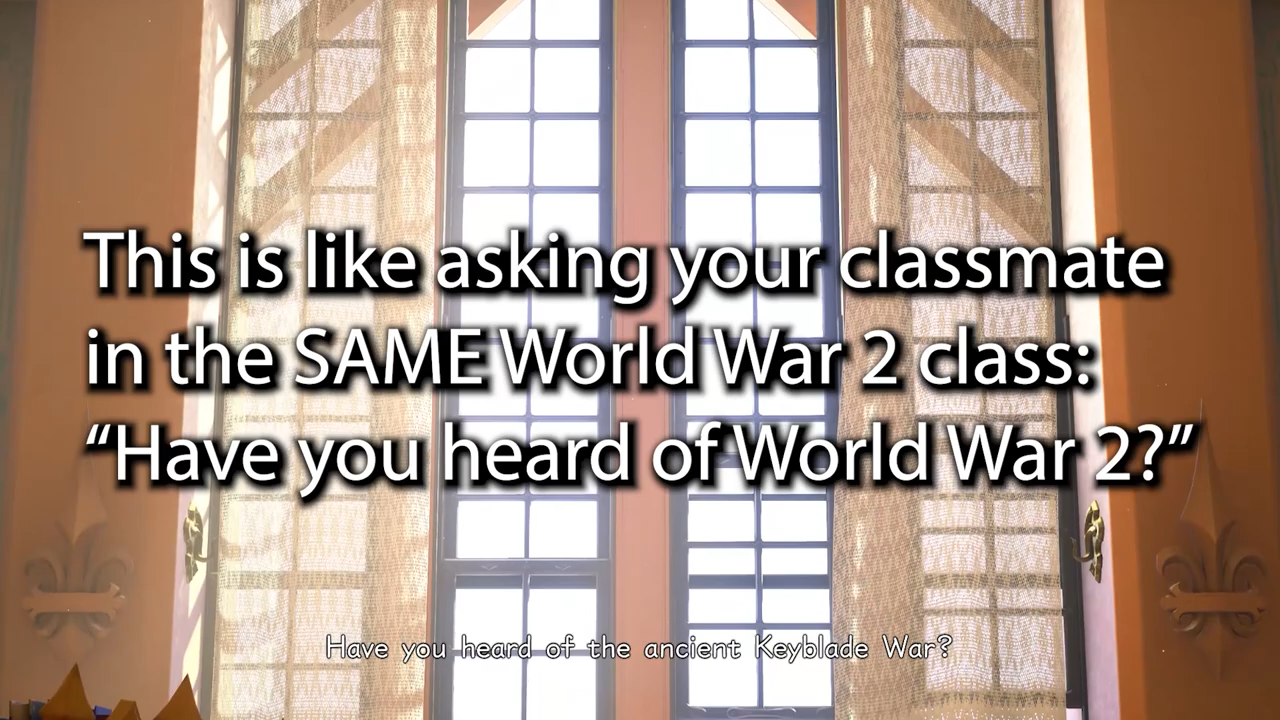 This is like asking your classmate
in the SAME World War 2 class:
“Have you heard of World War 2?”
Have you heard of the ancient Keyblade War?